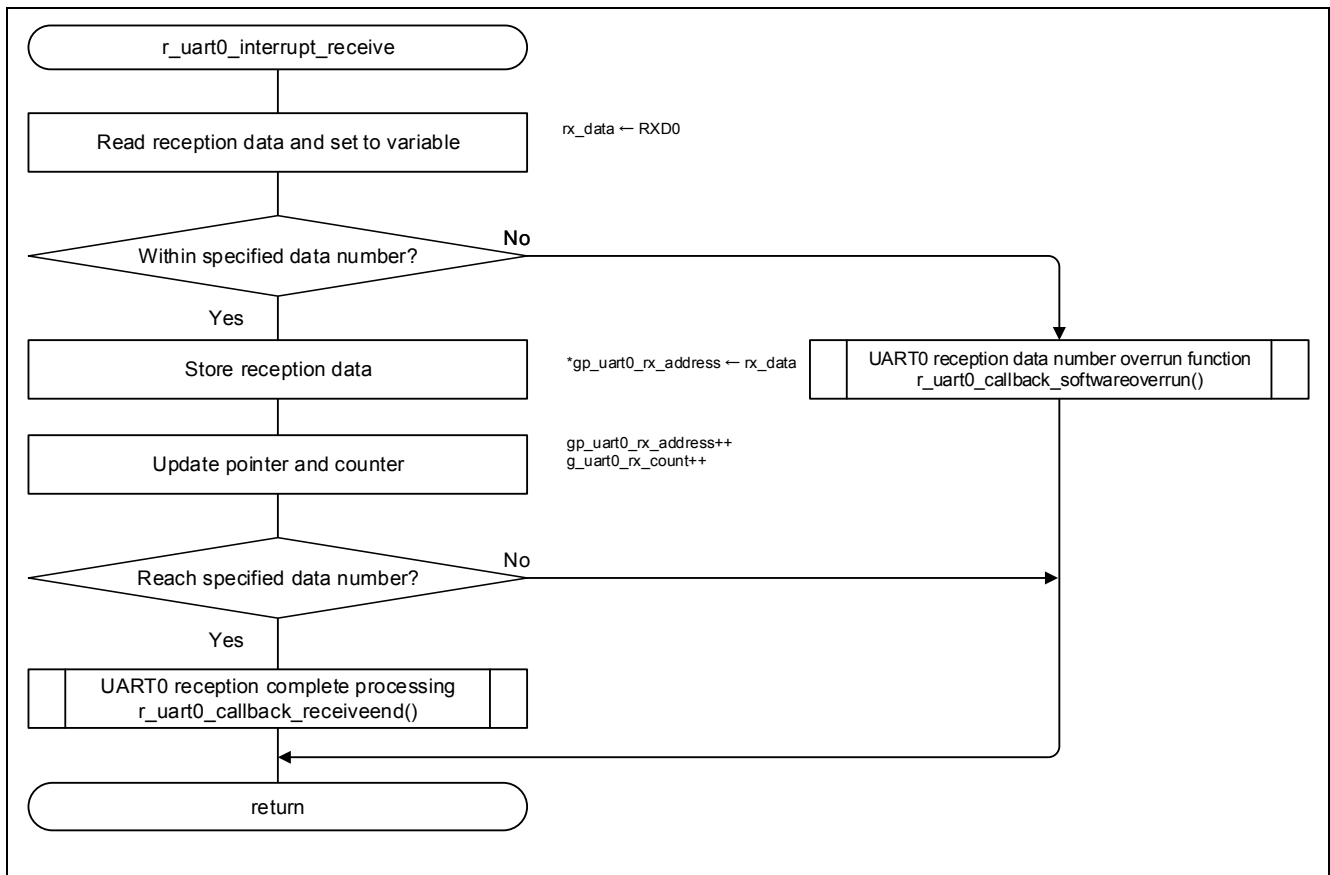 r_uart0_interrupt_receive
Read reception data and set to variable
rx_data ← RXD0
Within specified data number?
No
Yes
Store reception data
*gp_uart0_rx_address ← rx_data
UART0 reception data number overrun function
r_uart0_callback_softwareoverrun()
Update pointer and counter
gp_uart0_rx_address++
g_uart0_rx_count++
Reach specified data number?
No
Yes
UART0 reception complete processing
r_uart0_callback_receiveend()
return